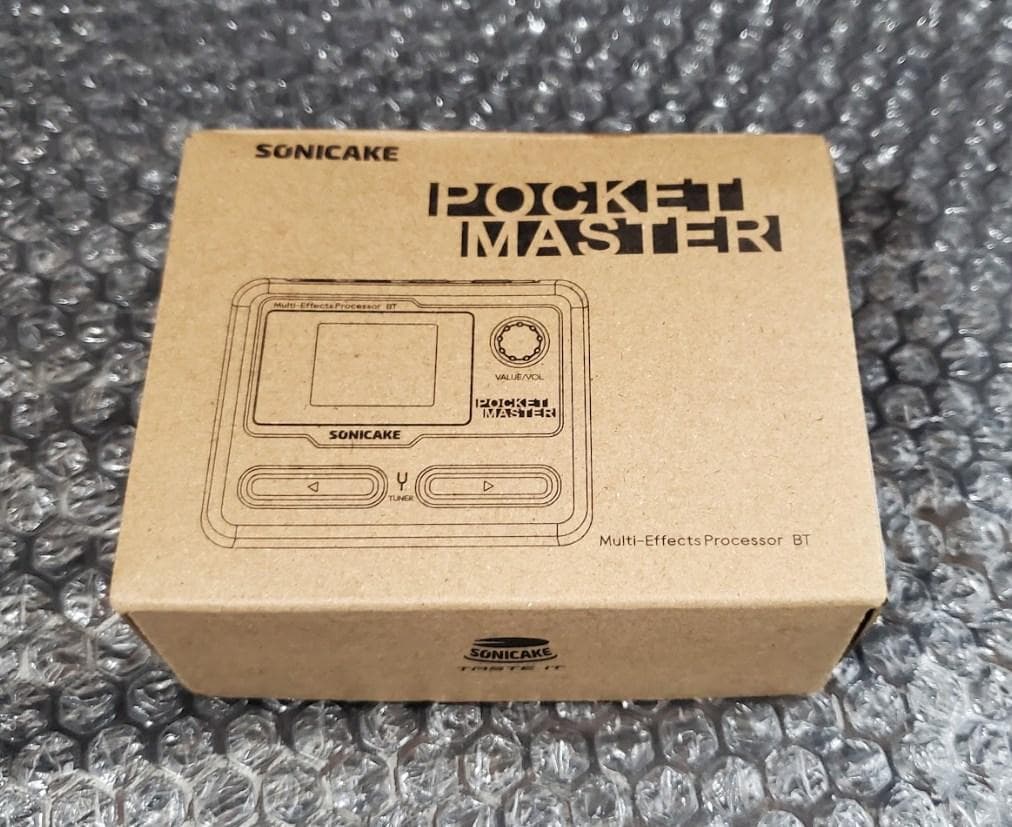 SONICAKE
POCKET
MASTER
Multi-Effects Processor BT
VALUE/VOL
POCKET
MASTER
SONICAKE
TUNER
Multi-Effects Processor BT
SONICAKE
TASTE IT